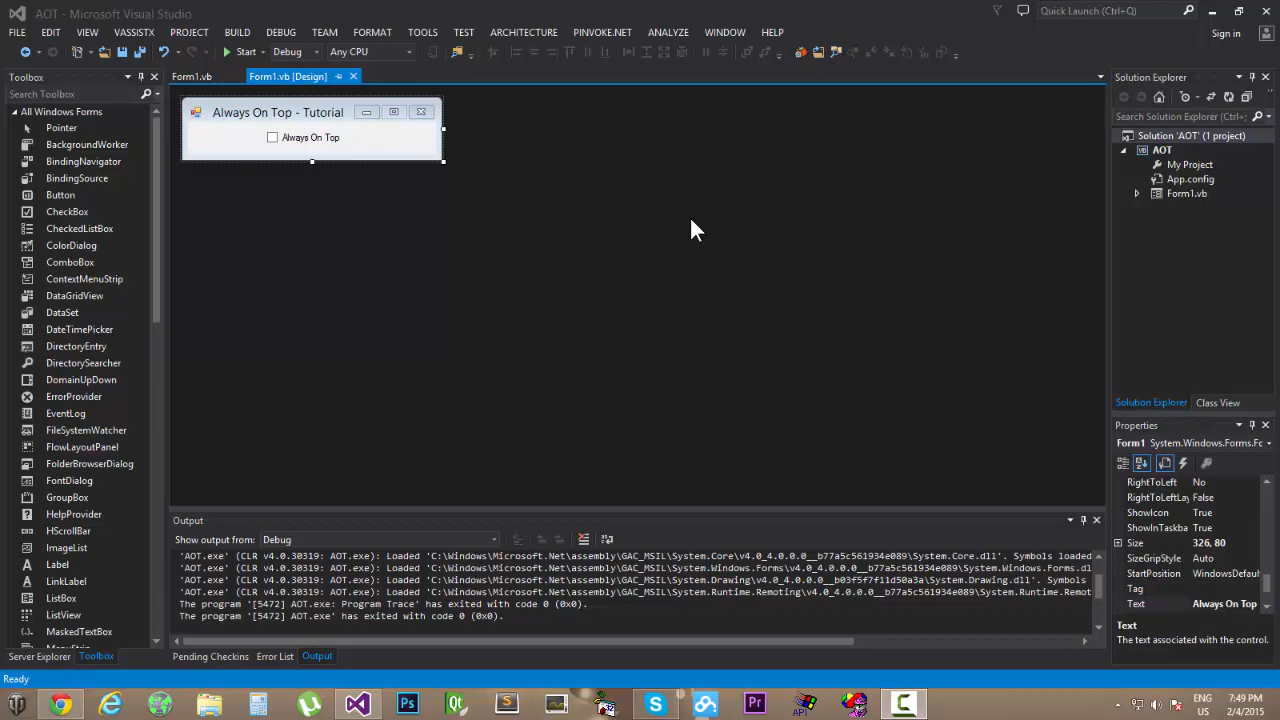 AOT - Microsoft Visual Studio
Quick Launch (Ctrl+Q)
FILE EDIT VIEW VASSISTX PROJECT BUILD DEBUG TEAM FORMAT TOOLS TEST ARCHITECTURE PINVOKE.NET ANALYZE WINDOW HELP
Sign in
Start Debug Any CPU
Toolbox
Form1.vb Form1.vb [Design]
Solution Explorer
Search Toolbox
All Windows Forms
Pointer
BackgroundWorker
BindingNavigator
BindingSource
Button
CheckBox
CheckedListBox
ColorDialog
ComboBox
ContextMenuStrip
DataGridView
DataSet
DateTimePicker
DirectoryEntry
DirectorySearcher
DomainUpDown
ErrorProvider
EventLog
FileSystemWatcher
FlowLayoutPanel
FolderBrowserDialog
FontDialog
GroupBox
HelpProvider
HScrollBar
ImageList
Label
LinkLabel
ListBox
ListView
MaskedTextBox
Server Explorer Toolbox
Always On Top - Tutorial
Always On Top
Search Solution Explorer (Ctrl+;
Solution 'AOT' (1 project)
AOT
My Project
App.config
Form1.vb
Solution Explorer Class View
Properties
Form1 System.Windows.Forms.Fc
RightToLeft No
RightToLeftLay False
ShowIcon True
ShowInTaskba True
Size 326, 80
SizeGripStyle Auto
StartPosition WindowsDefaul
Tag
Text Always On Top
Text
The text associated with the control.
Output
Show output from: Debug
'AOT.exe' (CLR v4.0.30319: AOT.exe): Loaded 'C:\Windows\Microsoft.Net\assembly\GAC_MSIL\System.Core\v4.0_4.0.0.0__b77a5c561934e089\System.Core.dll'. Symbols loaded
'AOT.exe' (CLR v4.0.30319: AOT.exe): Loaded 'C:\Windows\Microsoft.Net\assembly\GAC_MSIL\System.Windows.Forms\v4.0_4.0.0.0__b77a5c561934e089\System.Windows.Forms.dl
'AOT.exe' (CLR v4.0.30319: AOT.exe): Loaded 'C:\Windows\Microsoft.Net\assembly\GAC_MSIL\System.Drawing\v4.0_4.0.0.0__b03f5f7f11d50a3a\System.Drawing.dll'. Symbols
'AOT.exe' (CLR v4.0.30319: AOT.exe): Loaded 'C:\Windows\Microsoft.Net\assembly\GAC_MSIL\System.Runtime.Remoting\v4.0_4.0.0.0__b77a5c561934e089\System.Runtime.Remot
The program '[5472] AOT.exe: Program Trace' has exited with code 0 (0x0).
The program '[5472] AOT.exe' has exited with code 0 (0x0).
Pending Checkins Error List Output
Ready
Ps Qt Pr API
ENG
US
7:49 PM
2/4/2015